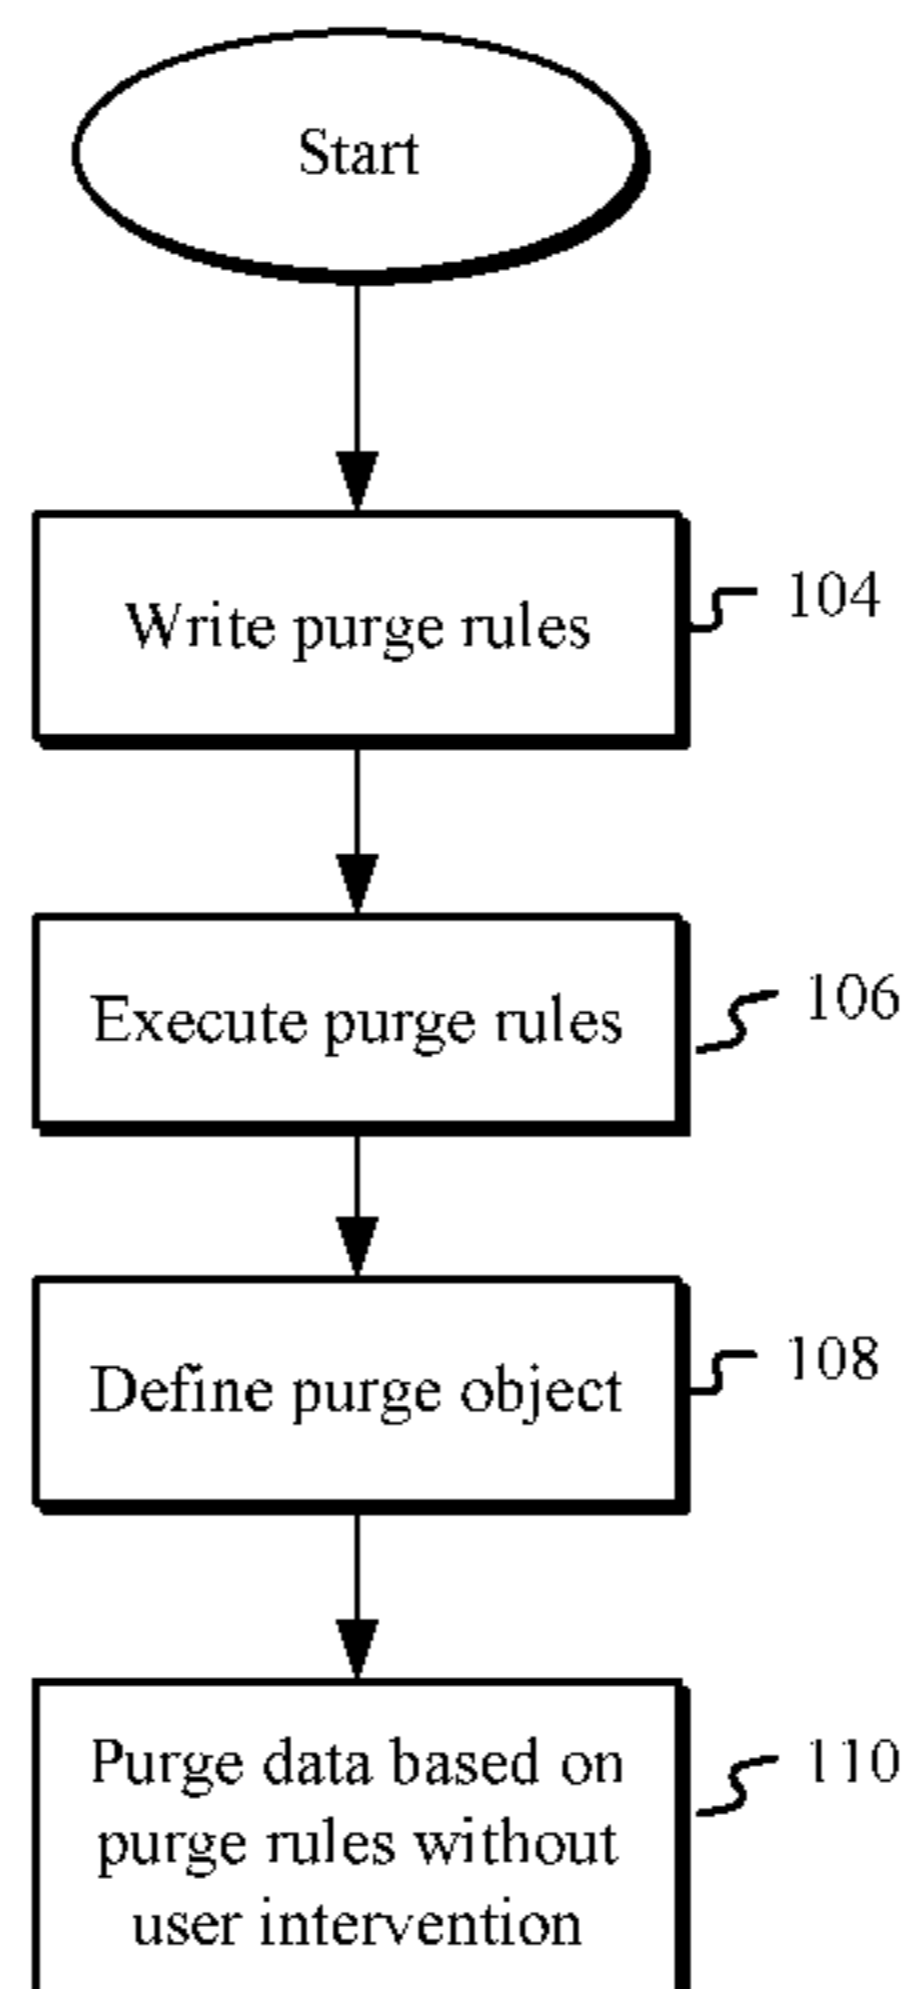 Start
Write purge rules
104
Execute purge rules
106
Define purge object
108
Purge data based on
purge rules without
user intervention
110